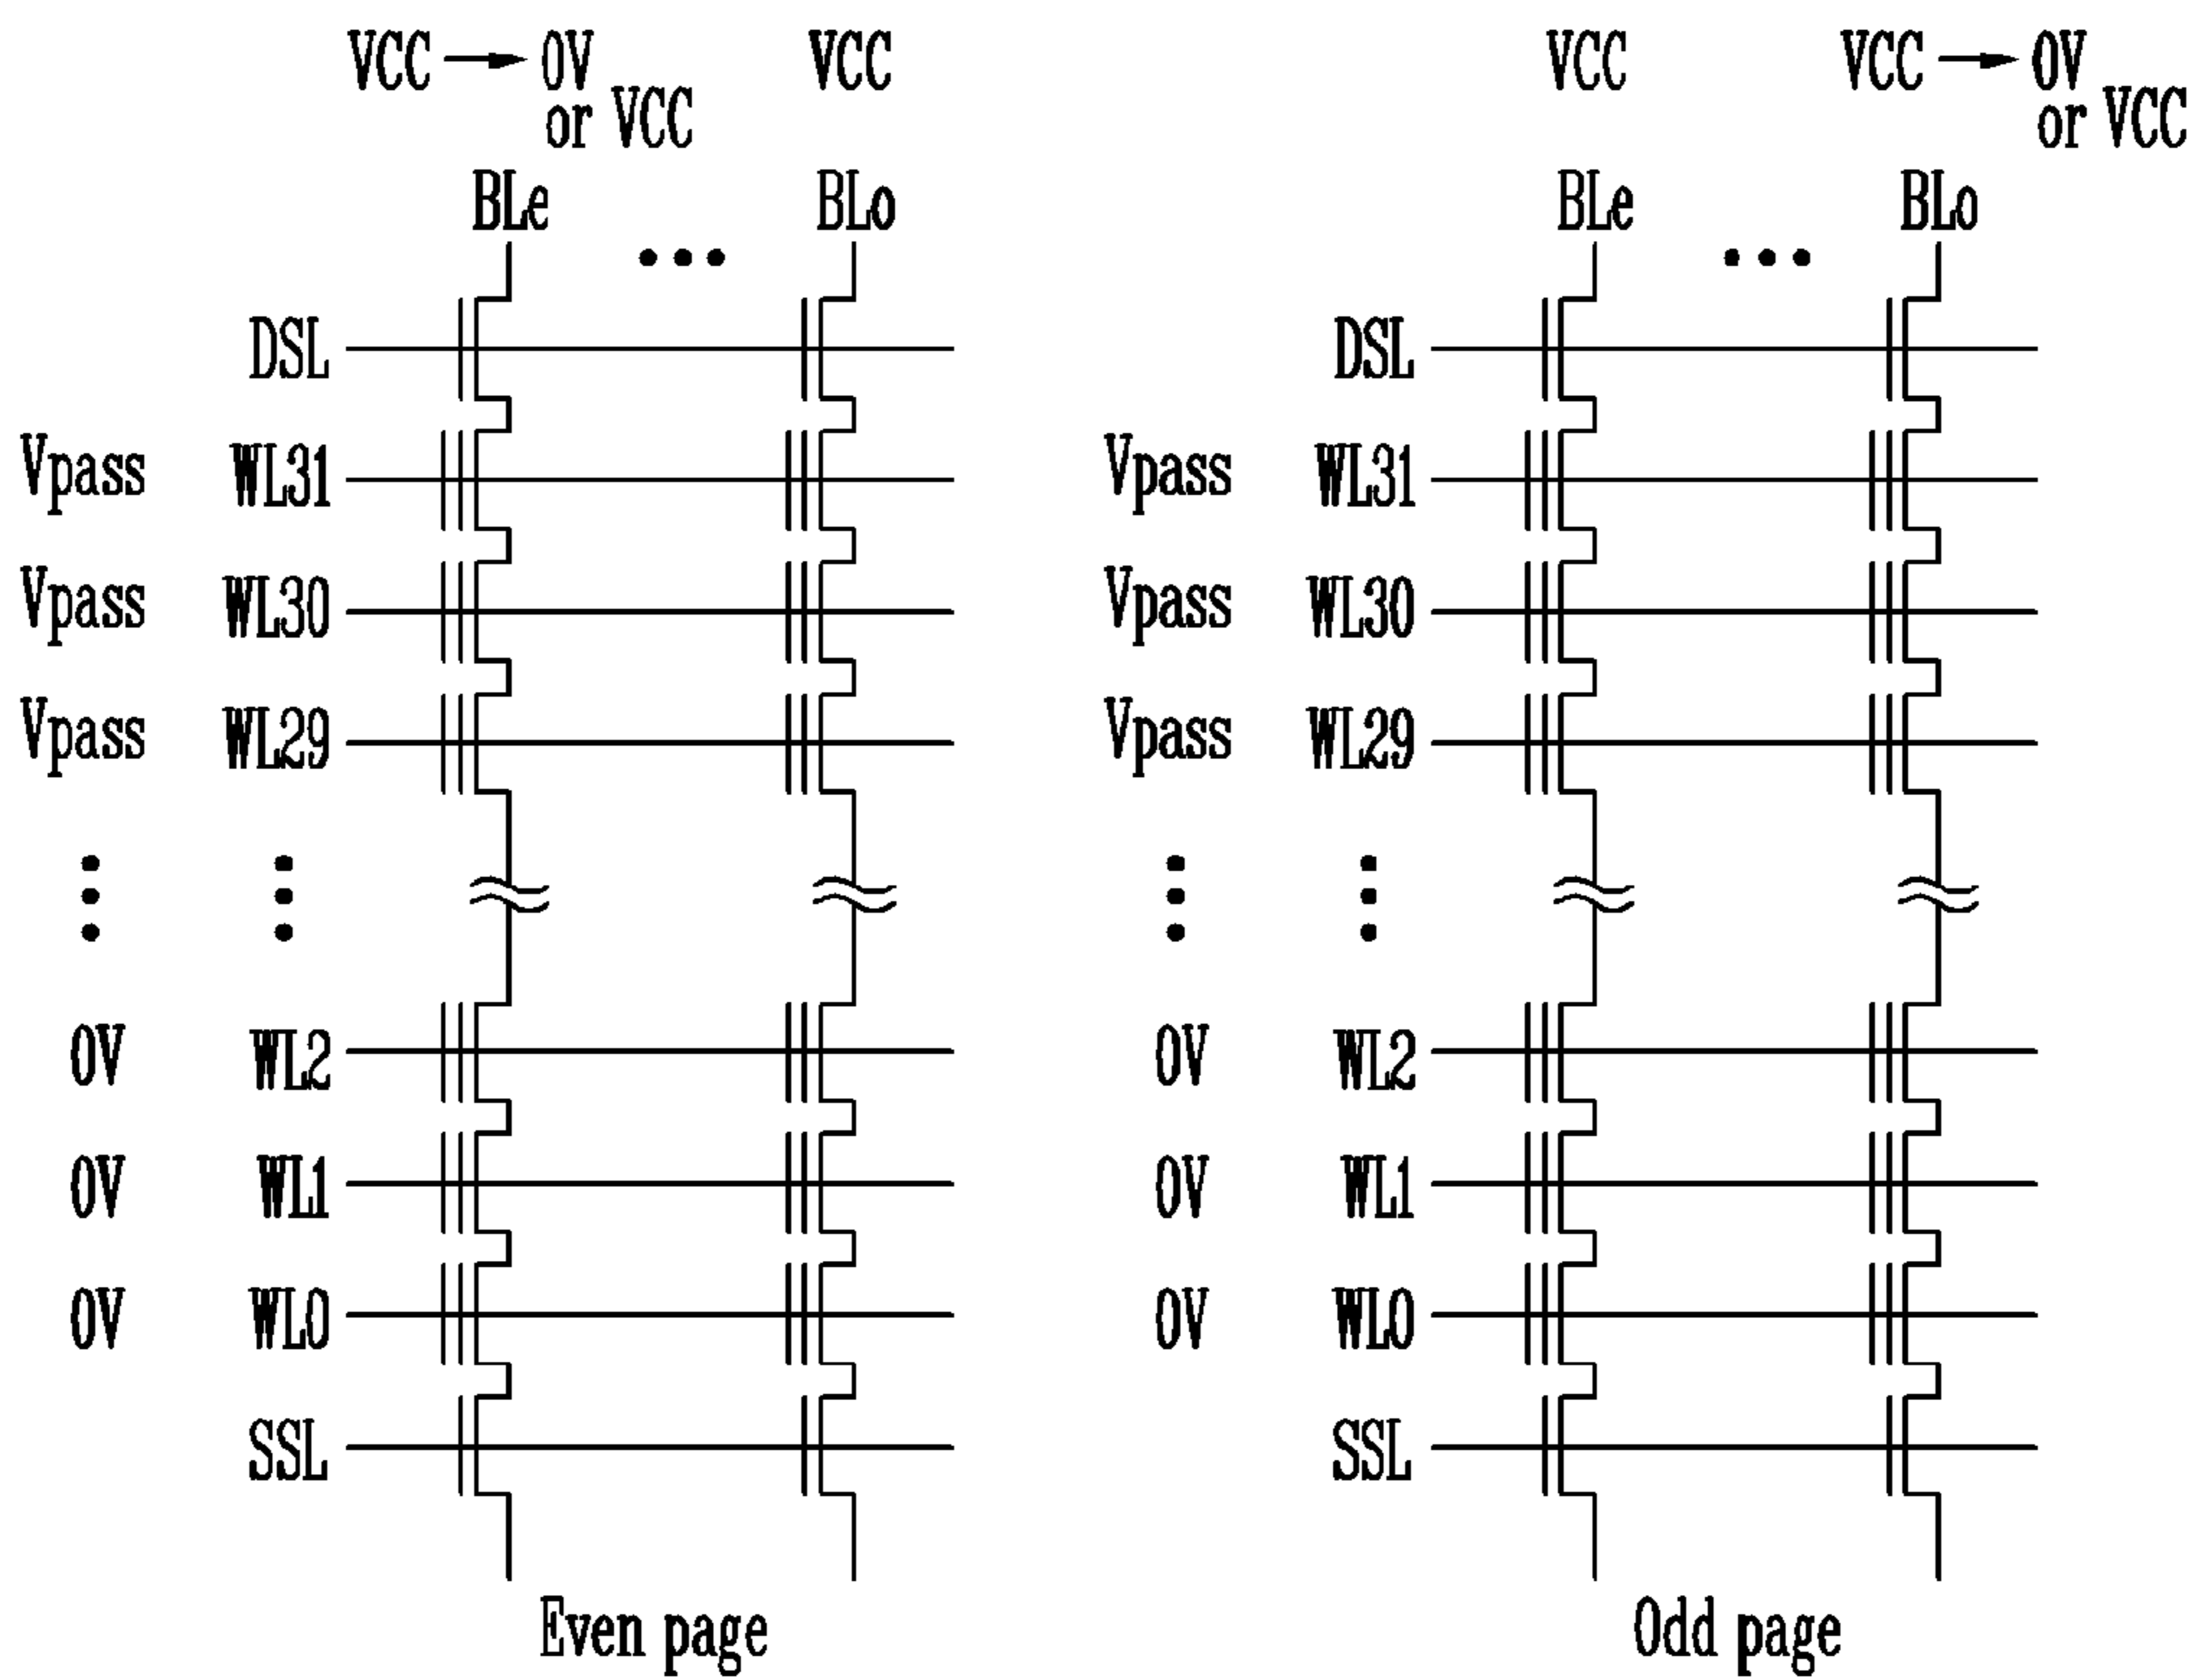 VCC → 0V
or VCC
VCC
BLe
BLo
DSL
Vpass WL31
Vpass WL30
Vpass WL29
0V WL2
0V WL1
0V WL0
SSL
Even page
VCC
VCC → 0V
or VCC
BLe
BLo
DSL
Vpass WL31
Vpass WL30
Vpass WL29
0V WL2
0V WL1
0V WL0
SSL
Odd page